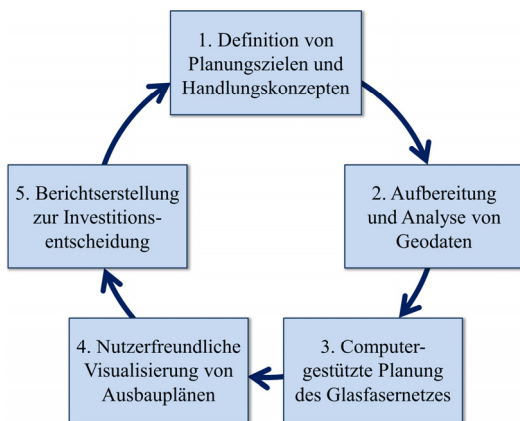 1. Definition von
Planungszielen und
Handlungskonzepten
2. Aufbereitung
und Analyse von
Geodaten
3. Computer-
gestützte Planung
des Glasfasernetzes
4. Nutzerfreundliche
Visualisierung von
Ausbauplänen
5. Berichtserstellung
zur Investitions-
entscheidung